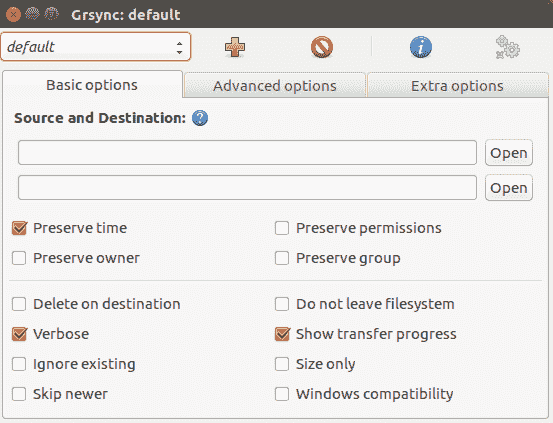 Grsync: default
default
Basic options Advanced options Extra options
Source and Destination: ?
Open
Open
Preserve time Preserve permissions
Preserve owner Preserve group
Delete on destination Do not leave filesystem
Verbose Show transfer progress
Ignore existing Size only
Skip newer Windows compatibility